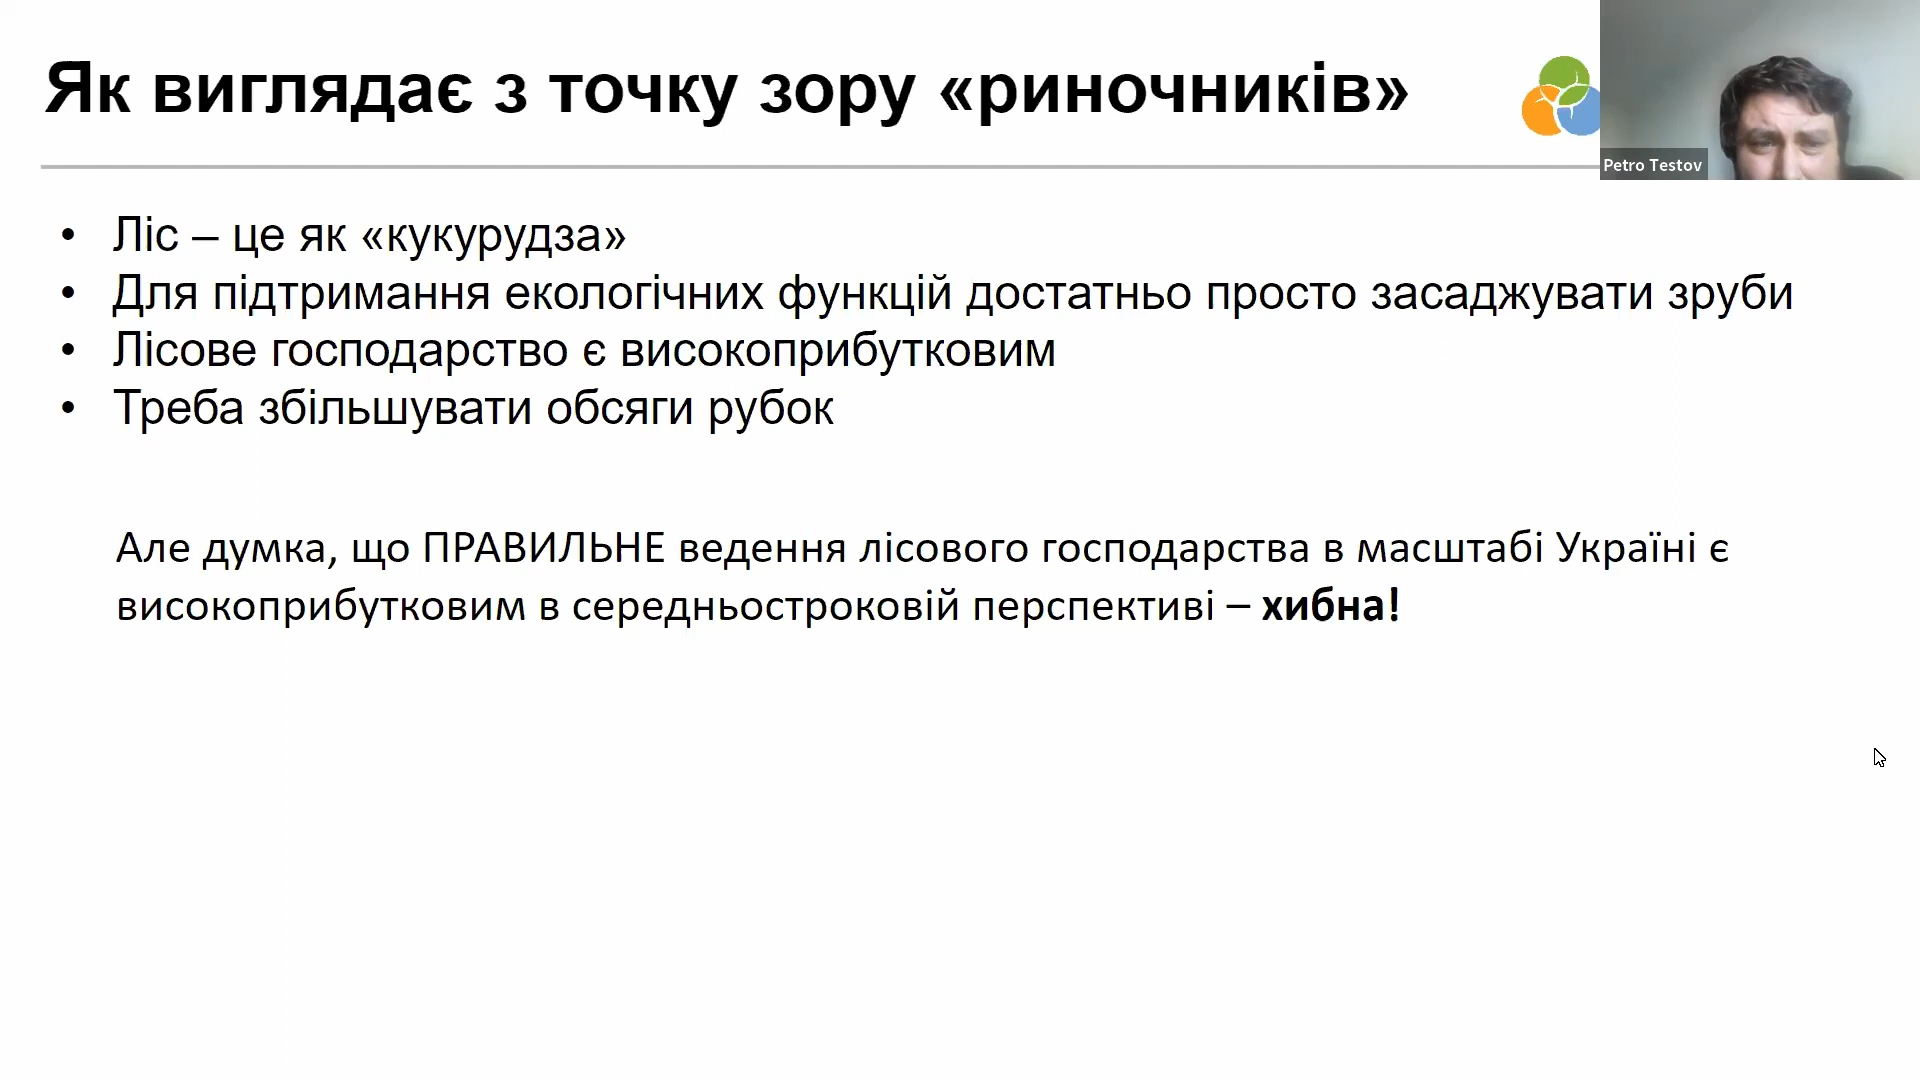 Як виглядає з точку зору «риночників»
Petro Testov
• Ліс – це як «кукурудза»
• Для підтримання екологічних функцій достатньо просто засаджувати зруби
• Лісове господарство є високоприбутковим
• Треба збільшувати обсяги рубок
Але думка, що ПРАВИЛЬНЕ ведення лісового господарства в масштабі Україні є
високоприбутковим в середньостроковій перспективі – хибна!